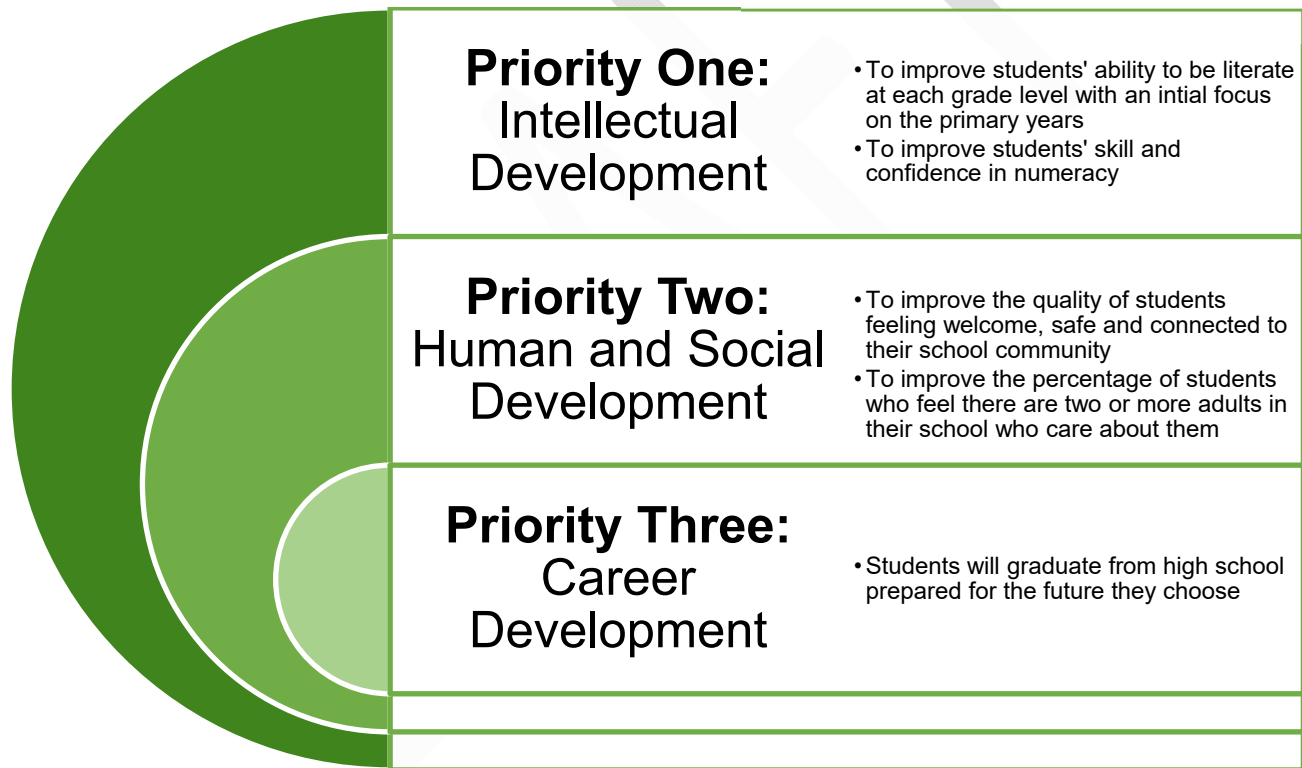 Priority One:
Intellectual
Development
•To improve students' ability to be literate
at each grade level with an intial focus
on the primary years
•To improve students' skill and
confidence in numeracy
Priority Two:
Human and Social
Development
•To improve the quality of students
feeling welcome, safe and connected to
their school community
•To improve the percentage of students
who feel there are two or more adults in
their school who care about them
Priority Three:
Career
Development
•Students will graduate from high school
prepared for the future they choose